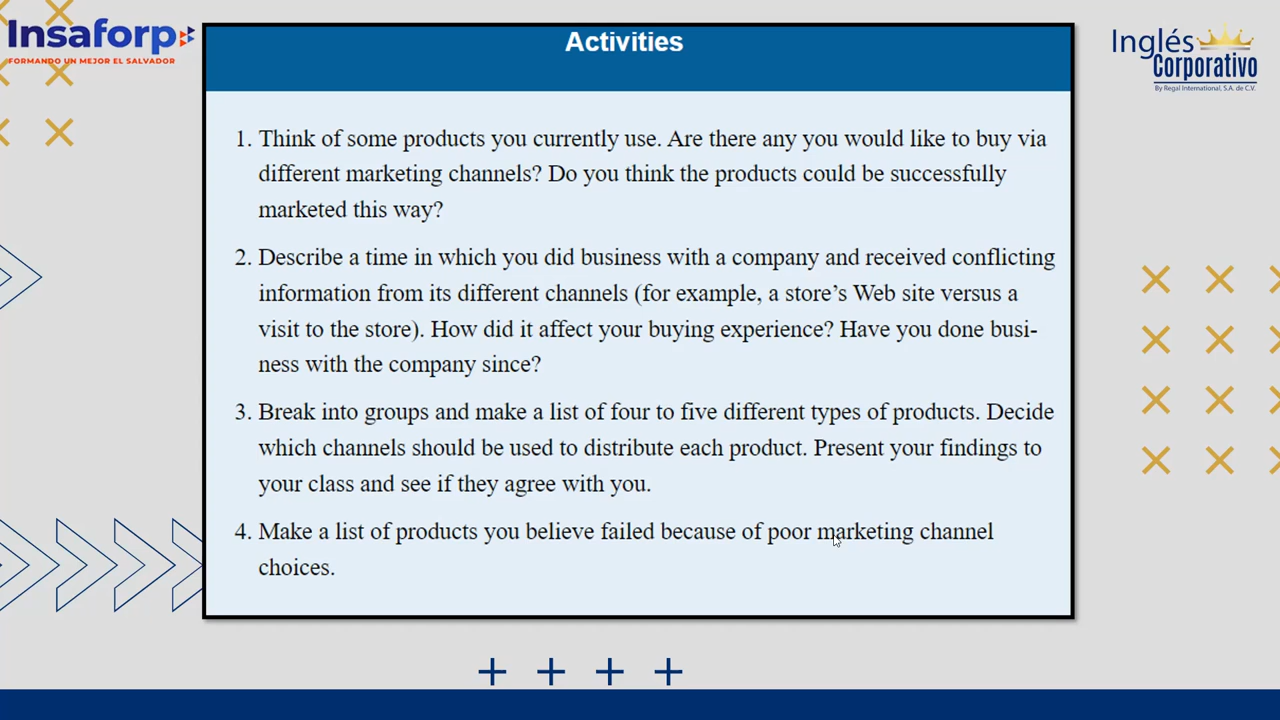 Insaforp
FORMANDO UN MEJOR EL SALVADOR
Activities
Inglés
Corporativo
By Regal International, S.A. de C.V.
1. Think of some products you currently use. Are there any you would like to buy via
different marketing channels? Do you think the products could be successfully
marketed this way?
2. Describe a time in which you did business with a company and received conflicting
information from its different channels (for example, a store’s Web site versus a
visit to the store). How did it affect your buying experience? Have you done busi-
ness with the company since?
3. Break into groups and make a list of four to five different types of products. Decide
which channels should be used to distribute each product. Present your findings to
your class and see if they agree with you.
4. Make a list of products you believe failed because of poor marketing channel
choices.